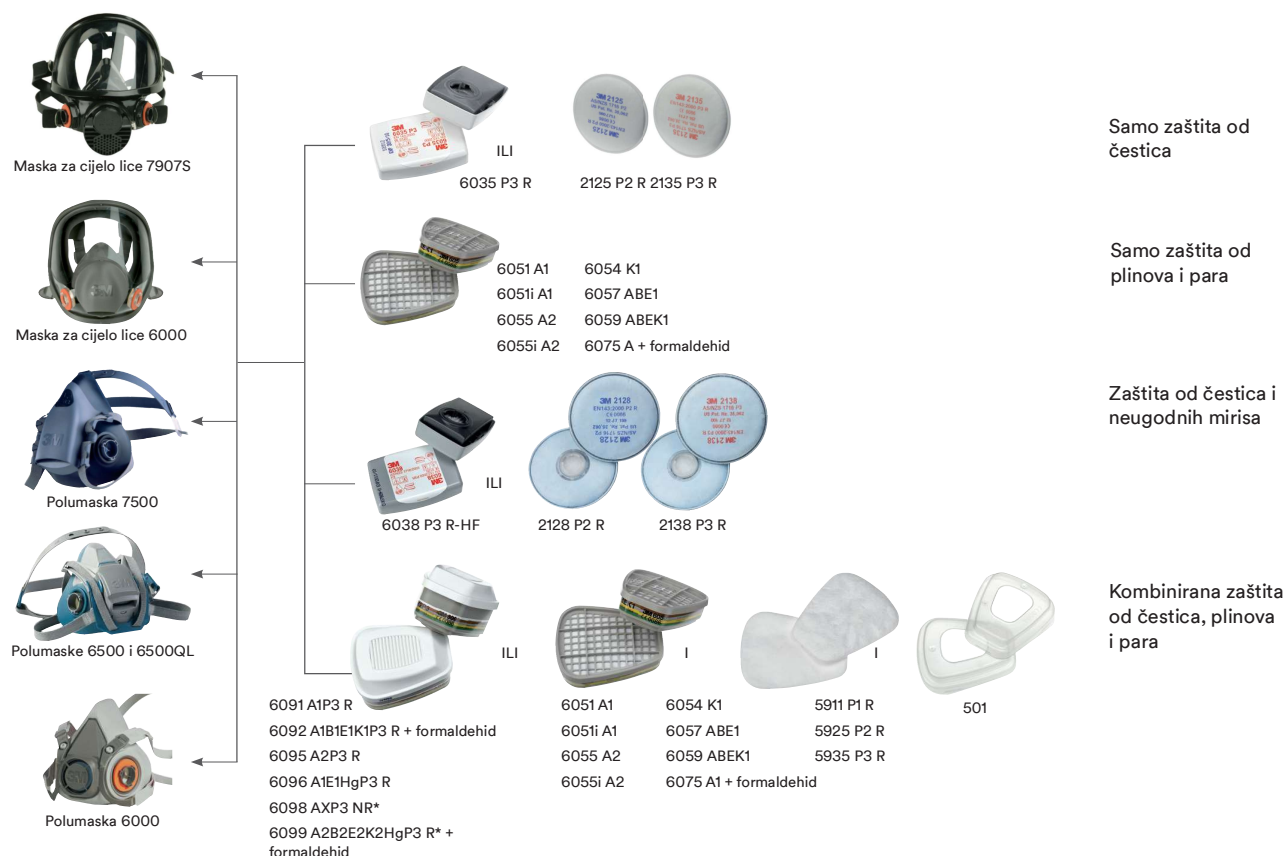 Maska za cijelo lice 7907S
Maska za cijelo lice 6000
Polumaska 7500
Polumaske 6500 i 6500QL
Polumaska 6000
ILI
6035 P3 R
2125 P2 R 2135 P3 R
Samo zaštita od
čestica
6051 A1
6051i A1
6055 A2
6055i A2
6054 K1
6057 ABE1
6059 ABEK1
6075 A + formaldehid
Samo zaštita od
plinova i para
3M 2128
3M 2138
ILI
6038 P3 R-HF
2128 P2 R
2138 P3 R
Zaštita od čestica i
neugodnih mirisa
ILI
6091 A1P3 R
6092 A1B1E1K1P3 R + formaldehid
6095 A2P3 R
6096 A1E1HgP3 R
6098 AXP3 NR*
6099 A2B2E2K2HgP3 R* +
formaldehid
I
6051 A1
6051i A1
6055 A2
6055i A2
6054 K1
6057 ABE1
6059 ABEK1
6075 A1 + formaldehid
I
5911 P1 R
5925 P2 R
5935 P3 R
501
Kombinirana zaštita
od čestica, plinova
i para